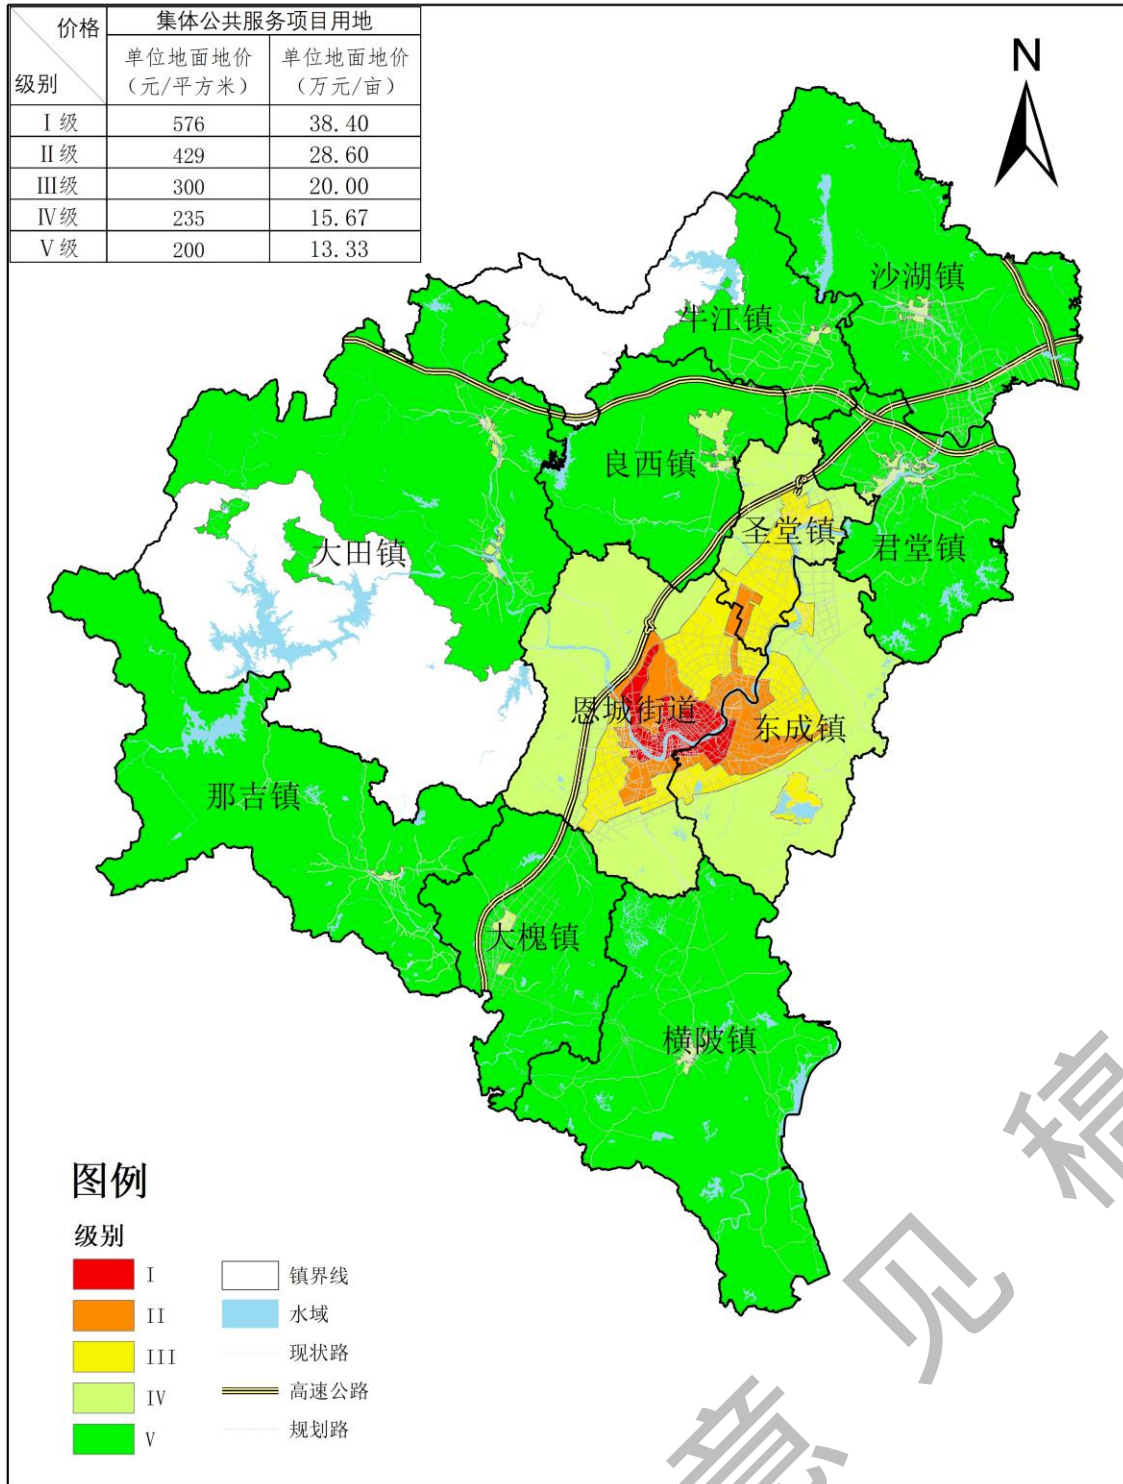 价格
集体公共服务项目用地
级别
单位地面地价
（元/平方米）
单位地面地价
（万元/亩）
I级 576 38.40
II级 429 28.60
III级 300 20.00
IV级 235 15.67
V级 200 13.33
N
沙湖镇
牛江镇
良西镇
圣堂镇
君堂镇
大田镇
恩城街道
东成镇
那吉镇
大槐镇
横陂镇
图例
级别
I
II
III
IV
V
镇界线
水域
现状路
高速公路
规划路
意见稿